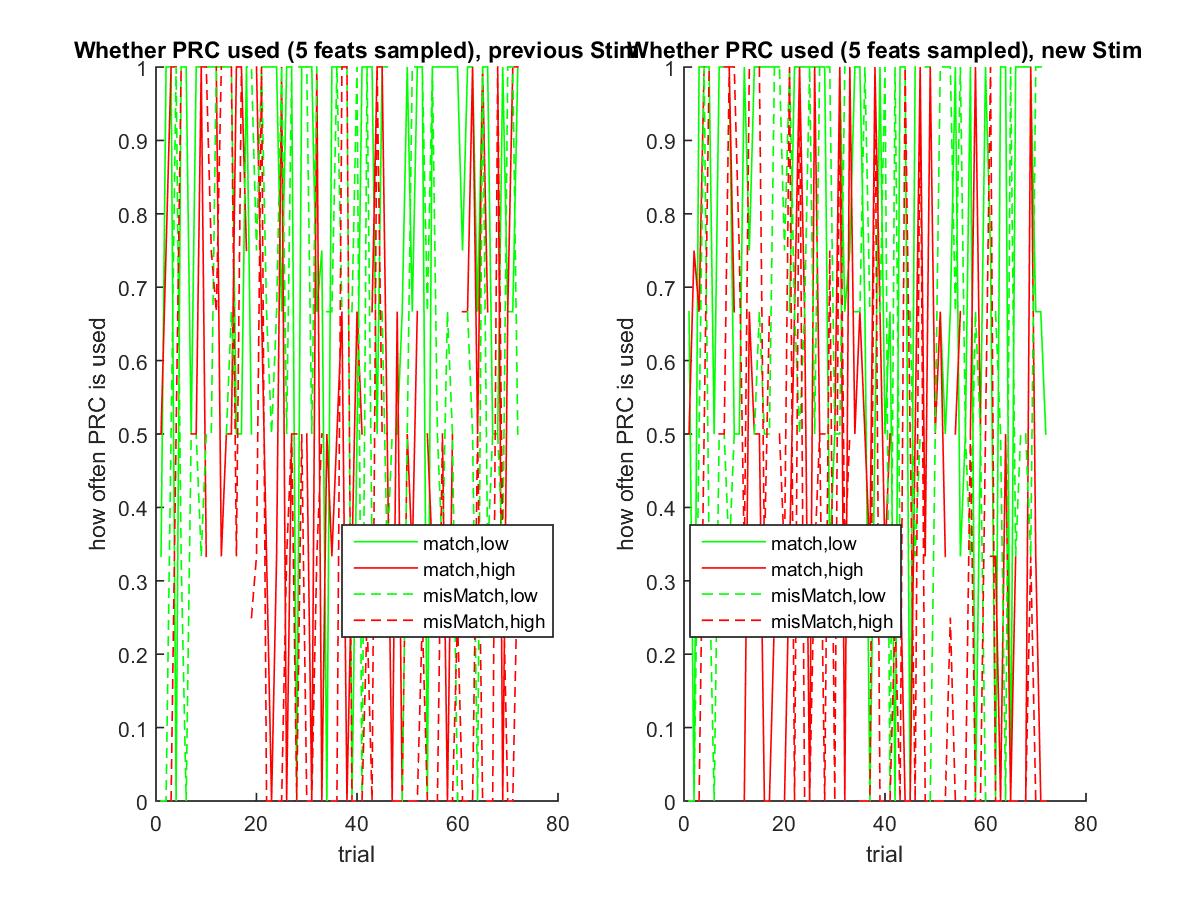 Whether PRC used (5 feats sampled), previous Stim
Whether PRC used (5 feats sampled), new Stim
how often PRC is used
1
0.9
0.8
0.7
0.6
0.5
0.4
0.3
0.2
0.1
0
0 20 40 60 80
trial
match,low
match,high
misMatch,low
misMatch,high
how often PRC is used
1
0.9
0.8
0.7
0.6
0.5
0.4
0.3
0.2
0.1
0
0 20 40 60 80
trial
match,low
match,high
misMatch,low
misMatch,high